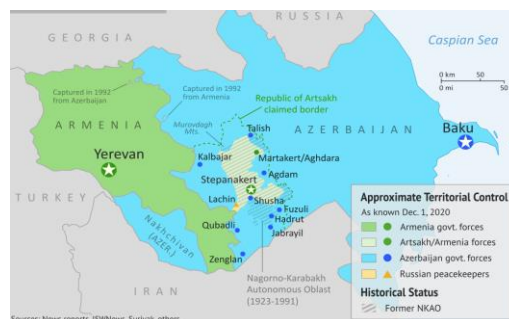 RUSSIA
GEORGIA
Caspian Sea
Captured in 1992
from Azerbaijan
Captured in 1992
from Armenia
Republic of Artsakh
claimed border
0 km 50
0 mi 50
ARMENIA
Murovdagh
Mts.
Talish
AZERBAIJAN
Baku
Yerevan
Kalbajar
Martakert/Aghdara
Stepanakert
Agdam
TURKEY
Lachin
Shusha
Fuzuli
Hadrut
Qubadli
Jabrayil
Nakhchivan
(AZER.)
Zenglan
IRAN
Nagorno-Karabakh
Autonomous Oblast
(1923-1991)
Approximate Territorial Control
As known Dec. 1, 2020
Armenia govt. forces
Artsakh/Armenia forces
Azerbaijan govt. forces
Russian peacekeepers
Historical Status
Former NKAO